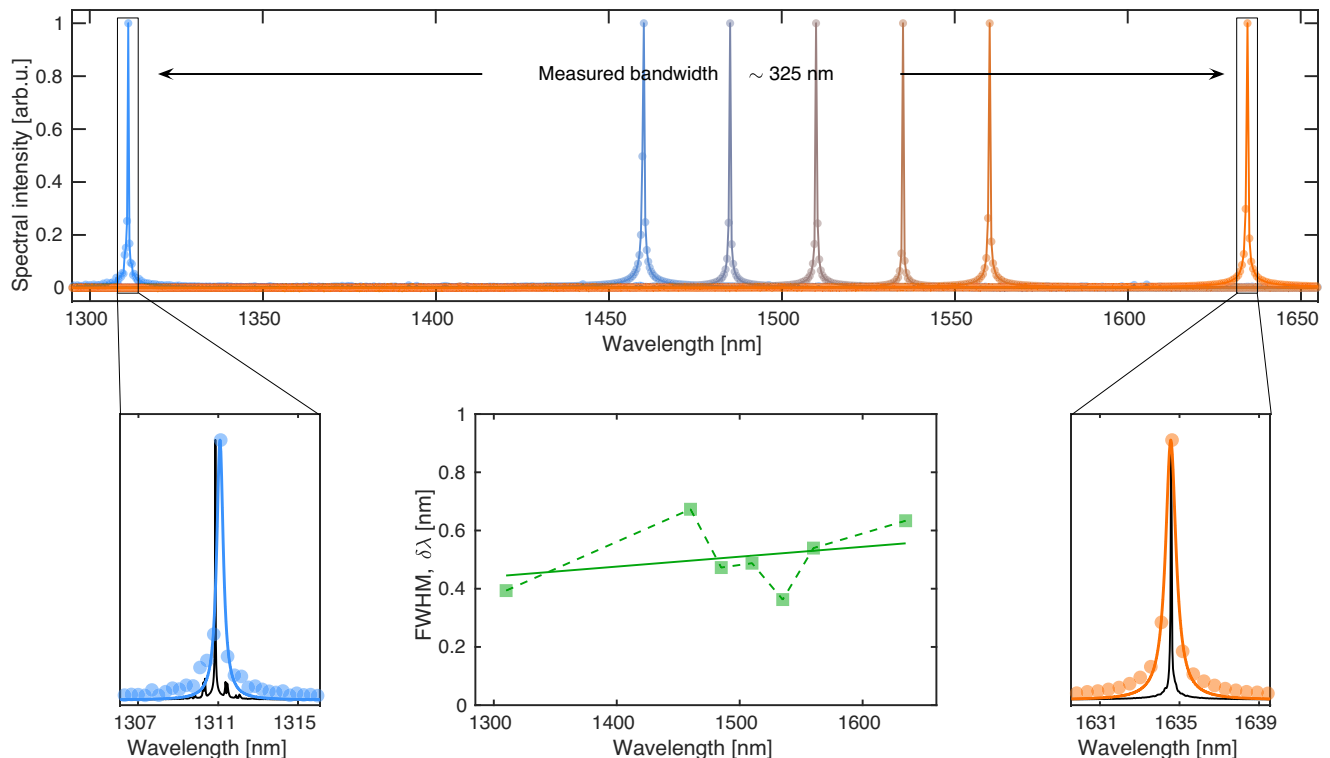 Spectral intensity [arb.u.]
1
0.8
0.6
0.4
0.2
0
Measured bandwidth ∼ 325 nm
1300 1350 1400 1450 1500 1550 1600 1650
Wavelength [nm]
1307 1311 1315
Wavelength [nm]
FWHM, δλ [nm]
1
0.8
0.6
0.4
0.2
0
1300 1400 1500 1600
Wavelength [nm]
1631 1635 1639
Wavelength [nm]